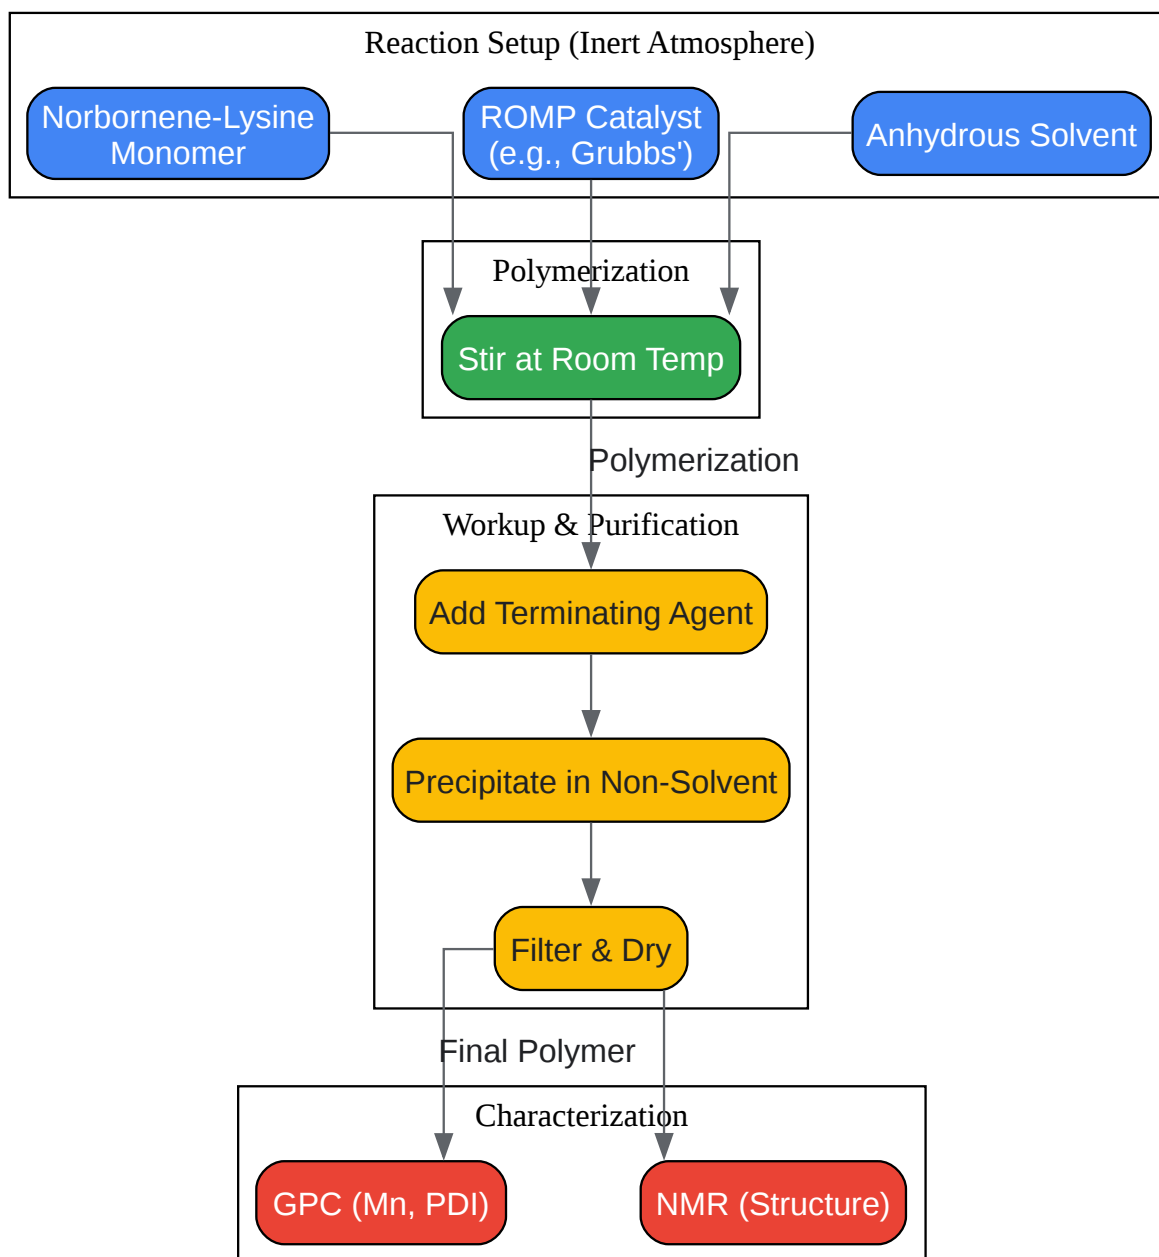 Reaction Setup (Inert Atmosphere)
Norbornene-Lysine
Monomer
ROMP Catalyst
(e.g., Grubbs')
Anhydrous Solvent
Polymerization
Stir at Room Temp
Polymerization
Workup & Purification
Add Terminating Agent
Precipitate in Non-Solvent
Filter & Dry
Final Polymer
Characterization
GPC (Mn, PDI)
NMR (Structure)